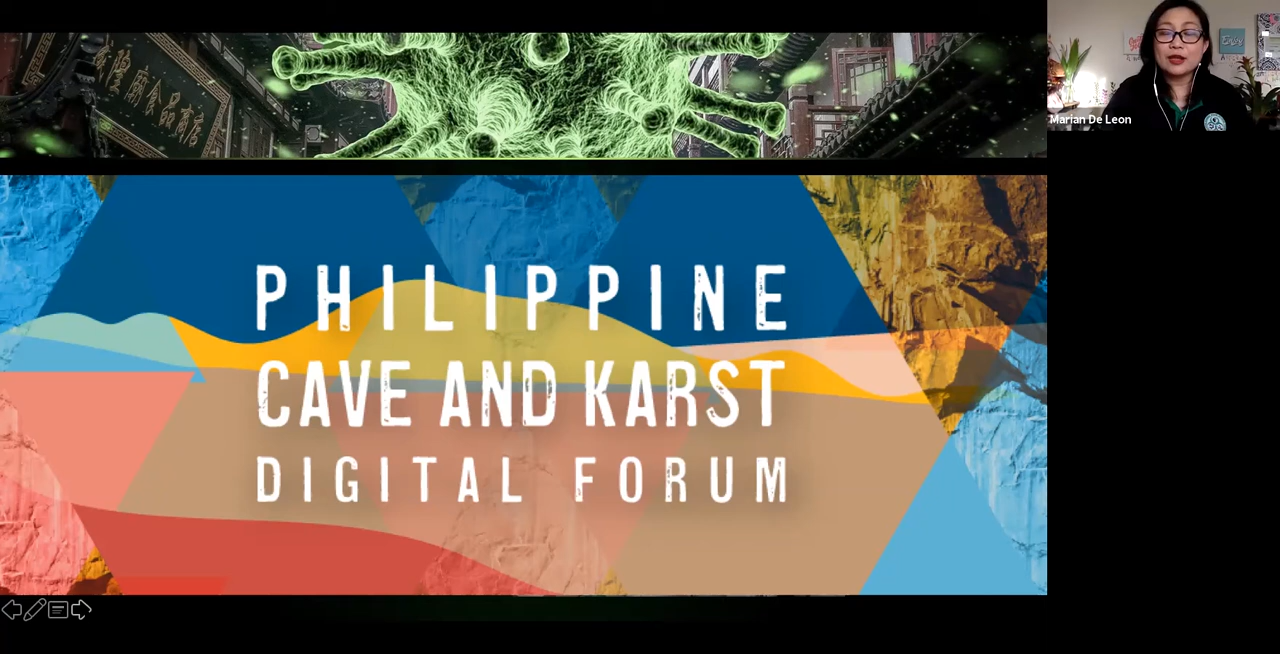 PHILIPPINE
CAVE AND KARST
DIGITAL FORUM
Marian De Leon